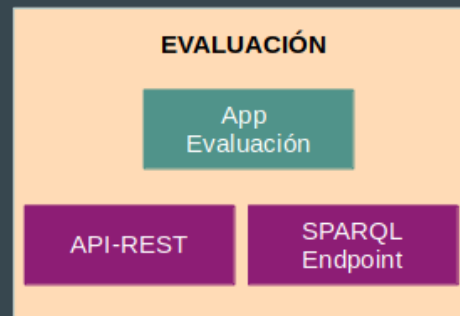 EVALUACIÓN
App
Evaluación
API-REST
SPARQL
Endpoint